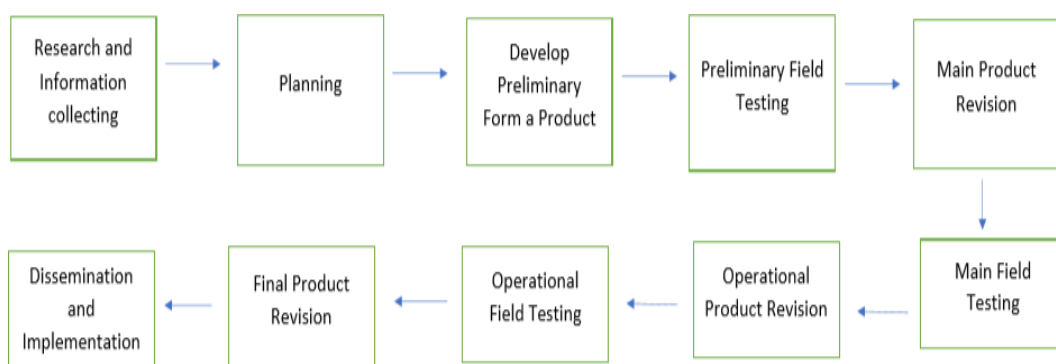 Research and
Information
collecting
Planning
Develop
Preliminary
Form a Product
Preliminary Field
Testing
Main Product
Revision
Main Field
Testing
Operational
Product Revision
Operational
Field Testing
Final Product
Revision
Dissemination
and
Implementation